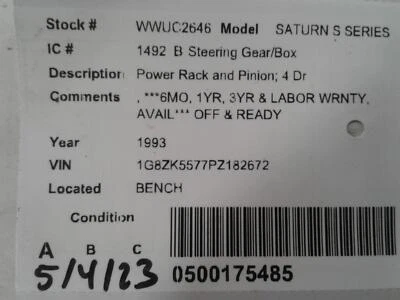 Stock # WWUC2646 Model SATURN S SERIES
IC # 1492 B Steering Gear/Box
Description Power Rack and Pinion; 4 Dr
Comments , ***6MO, 1YR, 3YR & LABOR WRNTY,
AVAIL*** OFF & READY
Year 1993
VIN 1G8ZK5577PZ182672
Located BENCH
Condition
A B C
5/4/23 0500175485